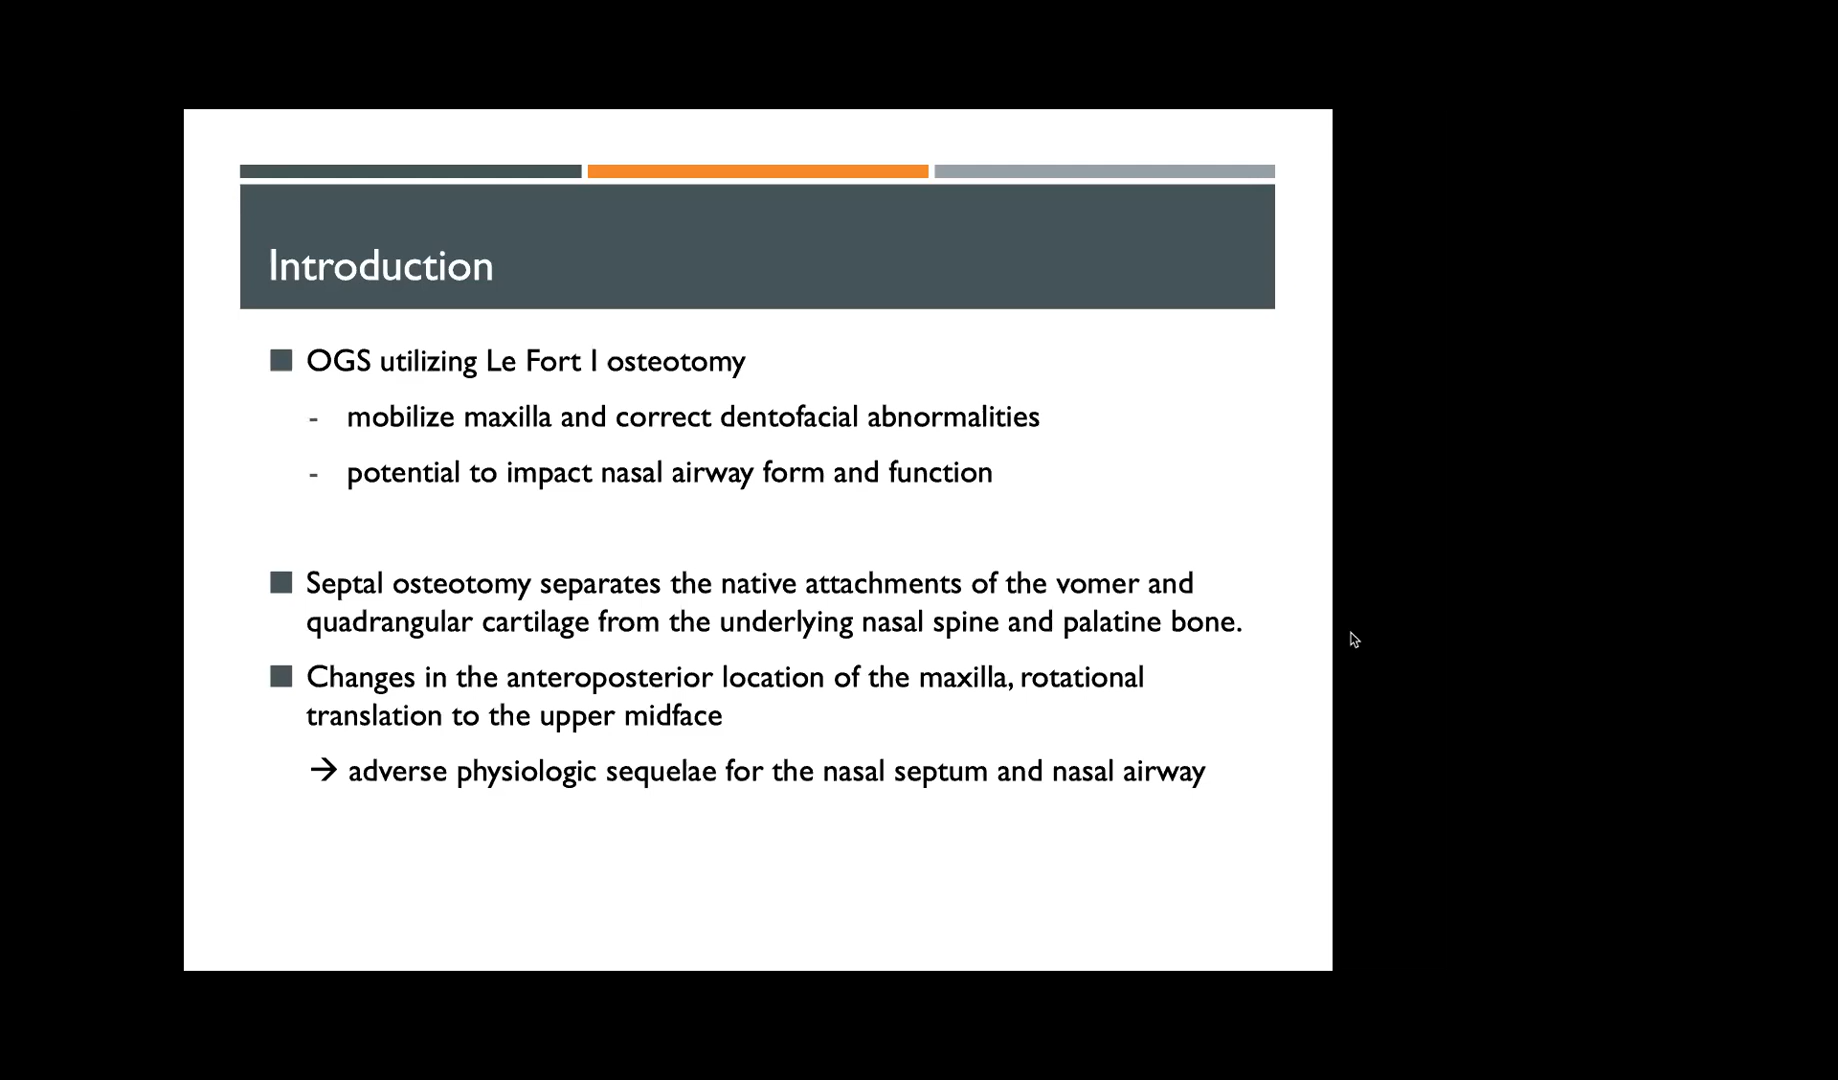 Introduction
OGS utilizing Le Fort I osteotomy
- mobilize maxilla and correct dentofacial abnormalities
- potential to impact nasal airway form and function
Septal osteotomy separates the native attachments of the vomer and
quadrangular cartilage from the underlying nasal spine and palatine bone.
Changes in the anteroposterior location of the maxilla, rotational
translation to the upper midface
→ adverse physiologic sequelae for the nasal septum and nasal airway